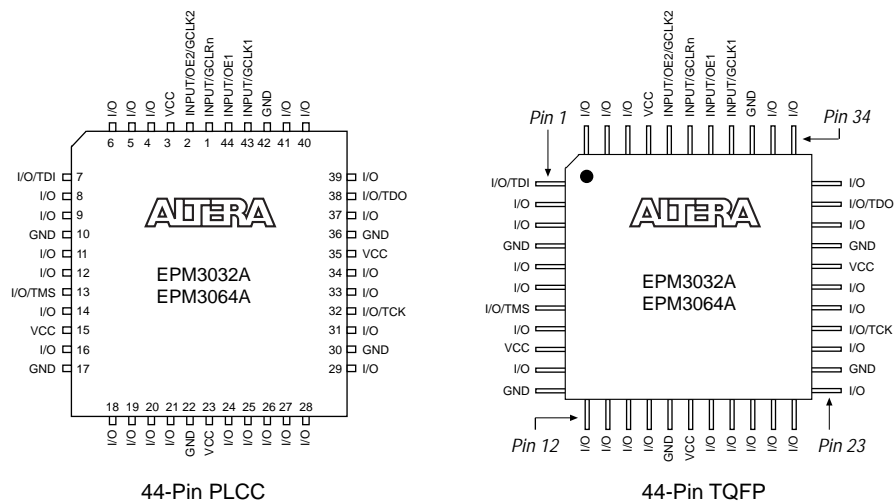 I/O I/O I/O VCC INPUT/OE2/GCLK2 INPUT/GCLRn INPUT/OE1 INPUT/GCLK1 GND I/O I/O
6 5 4 3 2 1 44 43 42 41 40
I/O/TDI 7 39 I/O
I/O 8 38 I/O/TDO
I/O 9 37 I/O
GND 10 36 GND
I/O 11 35 VCC
I/O 12 34 I/O
I/O/TMS 13 33 I/O
I/O 14 32 I/O/TCK
VCC 15 31 I/O
I/O 16 30 GND
GND 17 29 I/O
ALTERA
EPM3032A
EPM3064A
18 19 20 21 22 23 24 25 26 27 28
I/O I/O I/O I/O GND VCC I/O I/O I/O I/O I/O
44-Pin PLCC
I/O I/O I/O VCC INPUT/OE2/GCLK2 INPUT/GCLRn INPUT/OE1 INPUT/GCLK1 GND I/O I/O
Pin 1 Pin 34
I/O/TDI I/O
I/O I/O/TDO
I/O I/O
GND GND
I/O VCC
I/O I/O
I/O/TMS I/O
I/O I/O/TCK
VCC I/O
I/O GND
GND I/O
ALTERA
EPM3032A
EPM3064A
Pin 12 Pin 23
I/O I/O I/O I/O GND VCC I/O I/O I/O I/O I/O
44-Pin TQFP